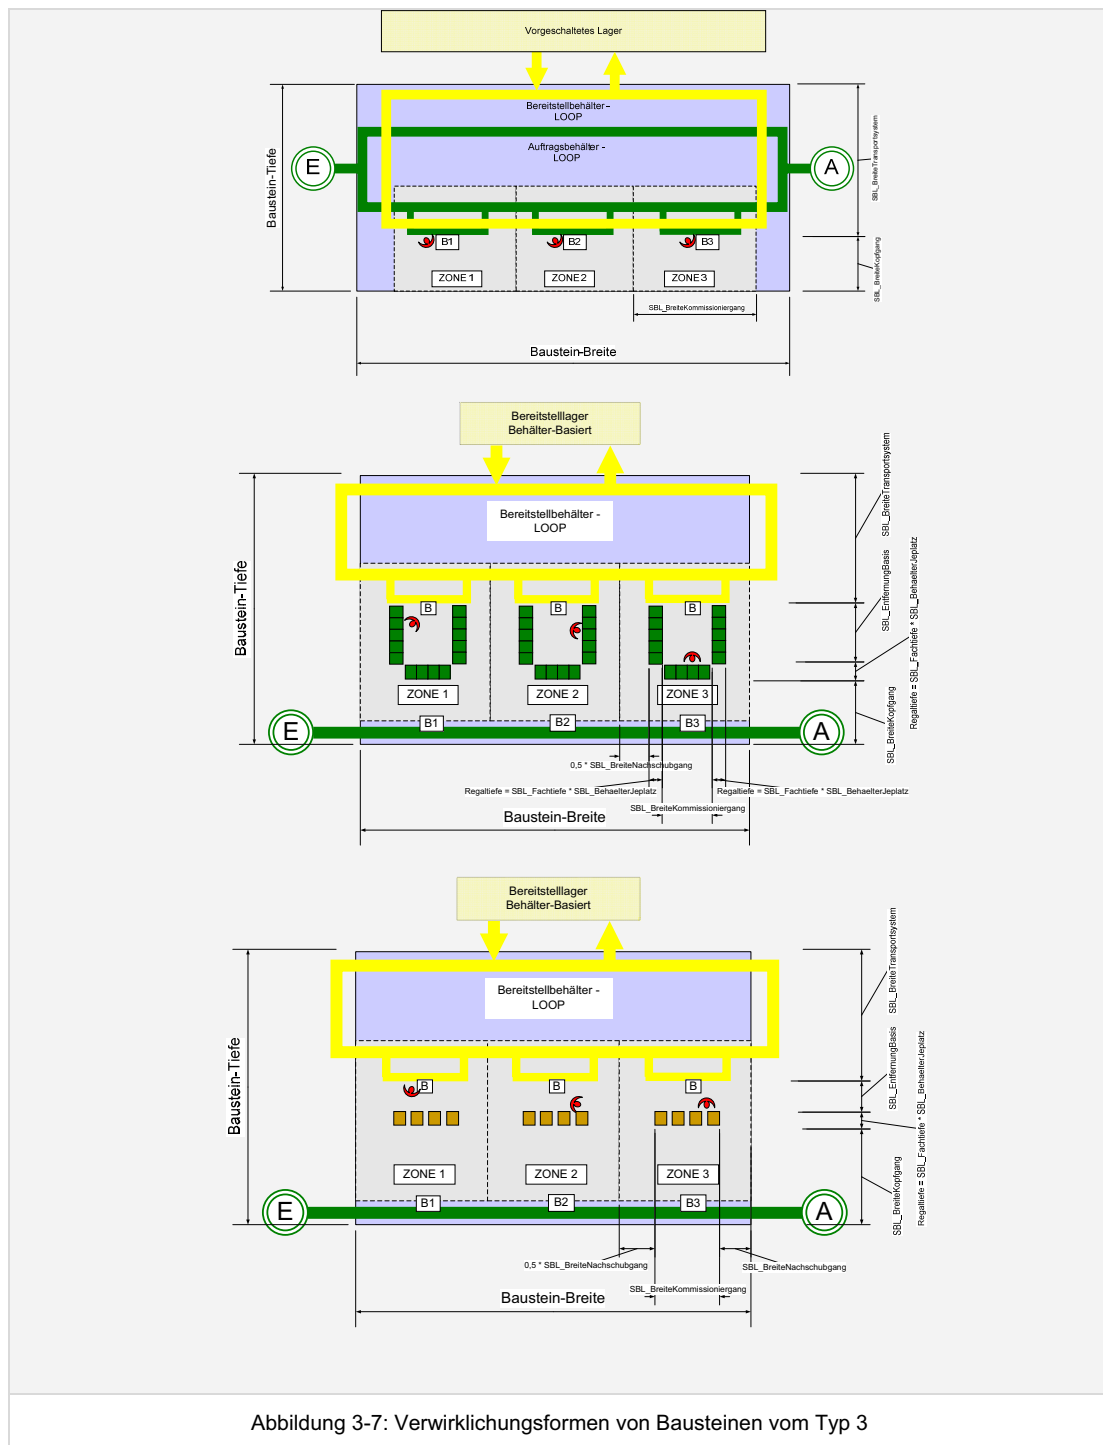 Vorgeschaltetes Lager
Bereitstellbehälter–
LOOP
Auftragsbehälter -
LOOP
E
A
B1
B2
B3
ZONE 1
ZONE 2
ZONE 3
Baustein-Tiefe
SBL_BreiteTransportsystem
SBL_BreiteKopfgang
SBL_BreiteKommissioniergang
Baustein-Breite
Bereitstelllager
Behälter-Basiert
Bereitstellbehälter -
LOOP
B
B
B
ZONE 1
ZONE 2
ZONE 3
B1
B2
B3
E
A
Baustein-Tiefe
SBL_BreiteTransportsystem
SBL_EntfernungBasis
Regaltiefe = SBL_Fachtiefe * SBL_BehaelterJeplatz
SBL_BreiteKopfgang
0,5 * SBL_BreiteNachschubgang
Regaltiefe = SBL_Fachtiefe * SBL_BehaelterJeplatz
Regaltiefe = SBL_Fachtiefe * SBL_BehaelterJeplatz
SBL_BreiteKommissioniergang
Baustein-Breite
Bereitstelllager
Behälter-Basiert
Bereitstellbehälter -
LOOP
B
B
B
ZONE 1
ZONE 2
ZONE 3
B1
B2
B3
E
A
Baustein-Tiefe
SBL_BreiteTransportsystem
SBL_EntfernungBasis
Regaltiefe = SBL_Fachtiefe * SBL_BehaelterJeplatz
SBL_BreiteKopfgang
0,5 * SBL_BreiteNachschubgang
SBL_BreiteNachschubgang
SBL_BreiteKommissioniergang
Baustein-Breite
Abbildung 3-7: Verwirklichungsformen von Bausteinen vom Typ 3